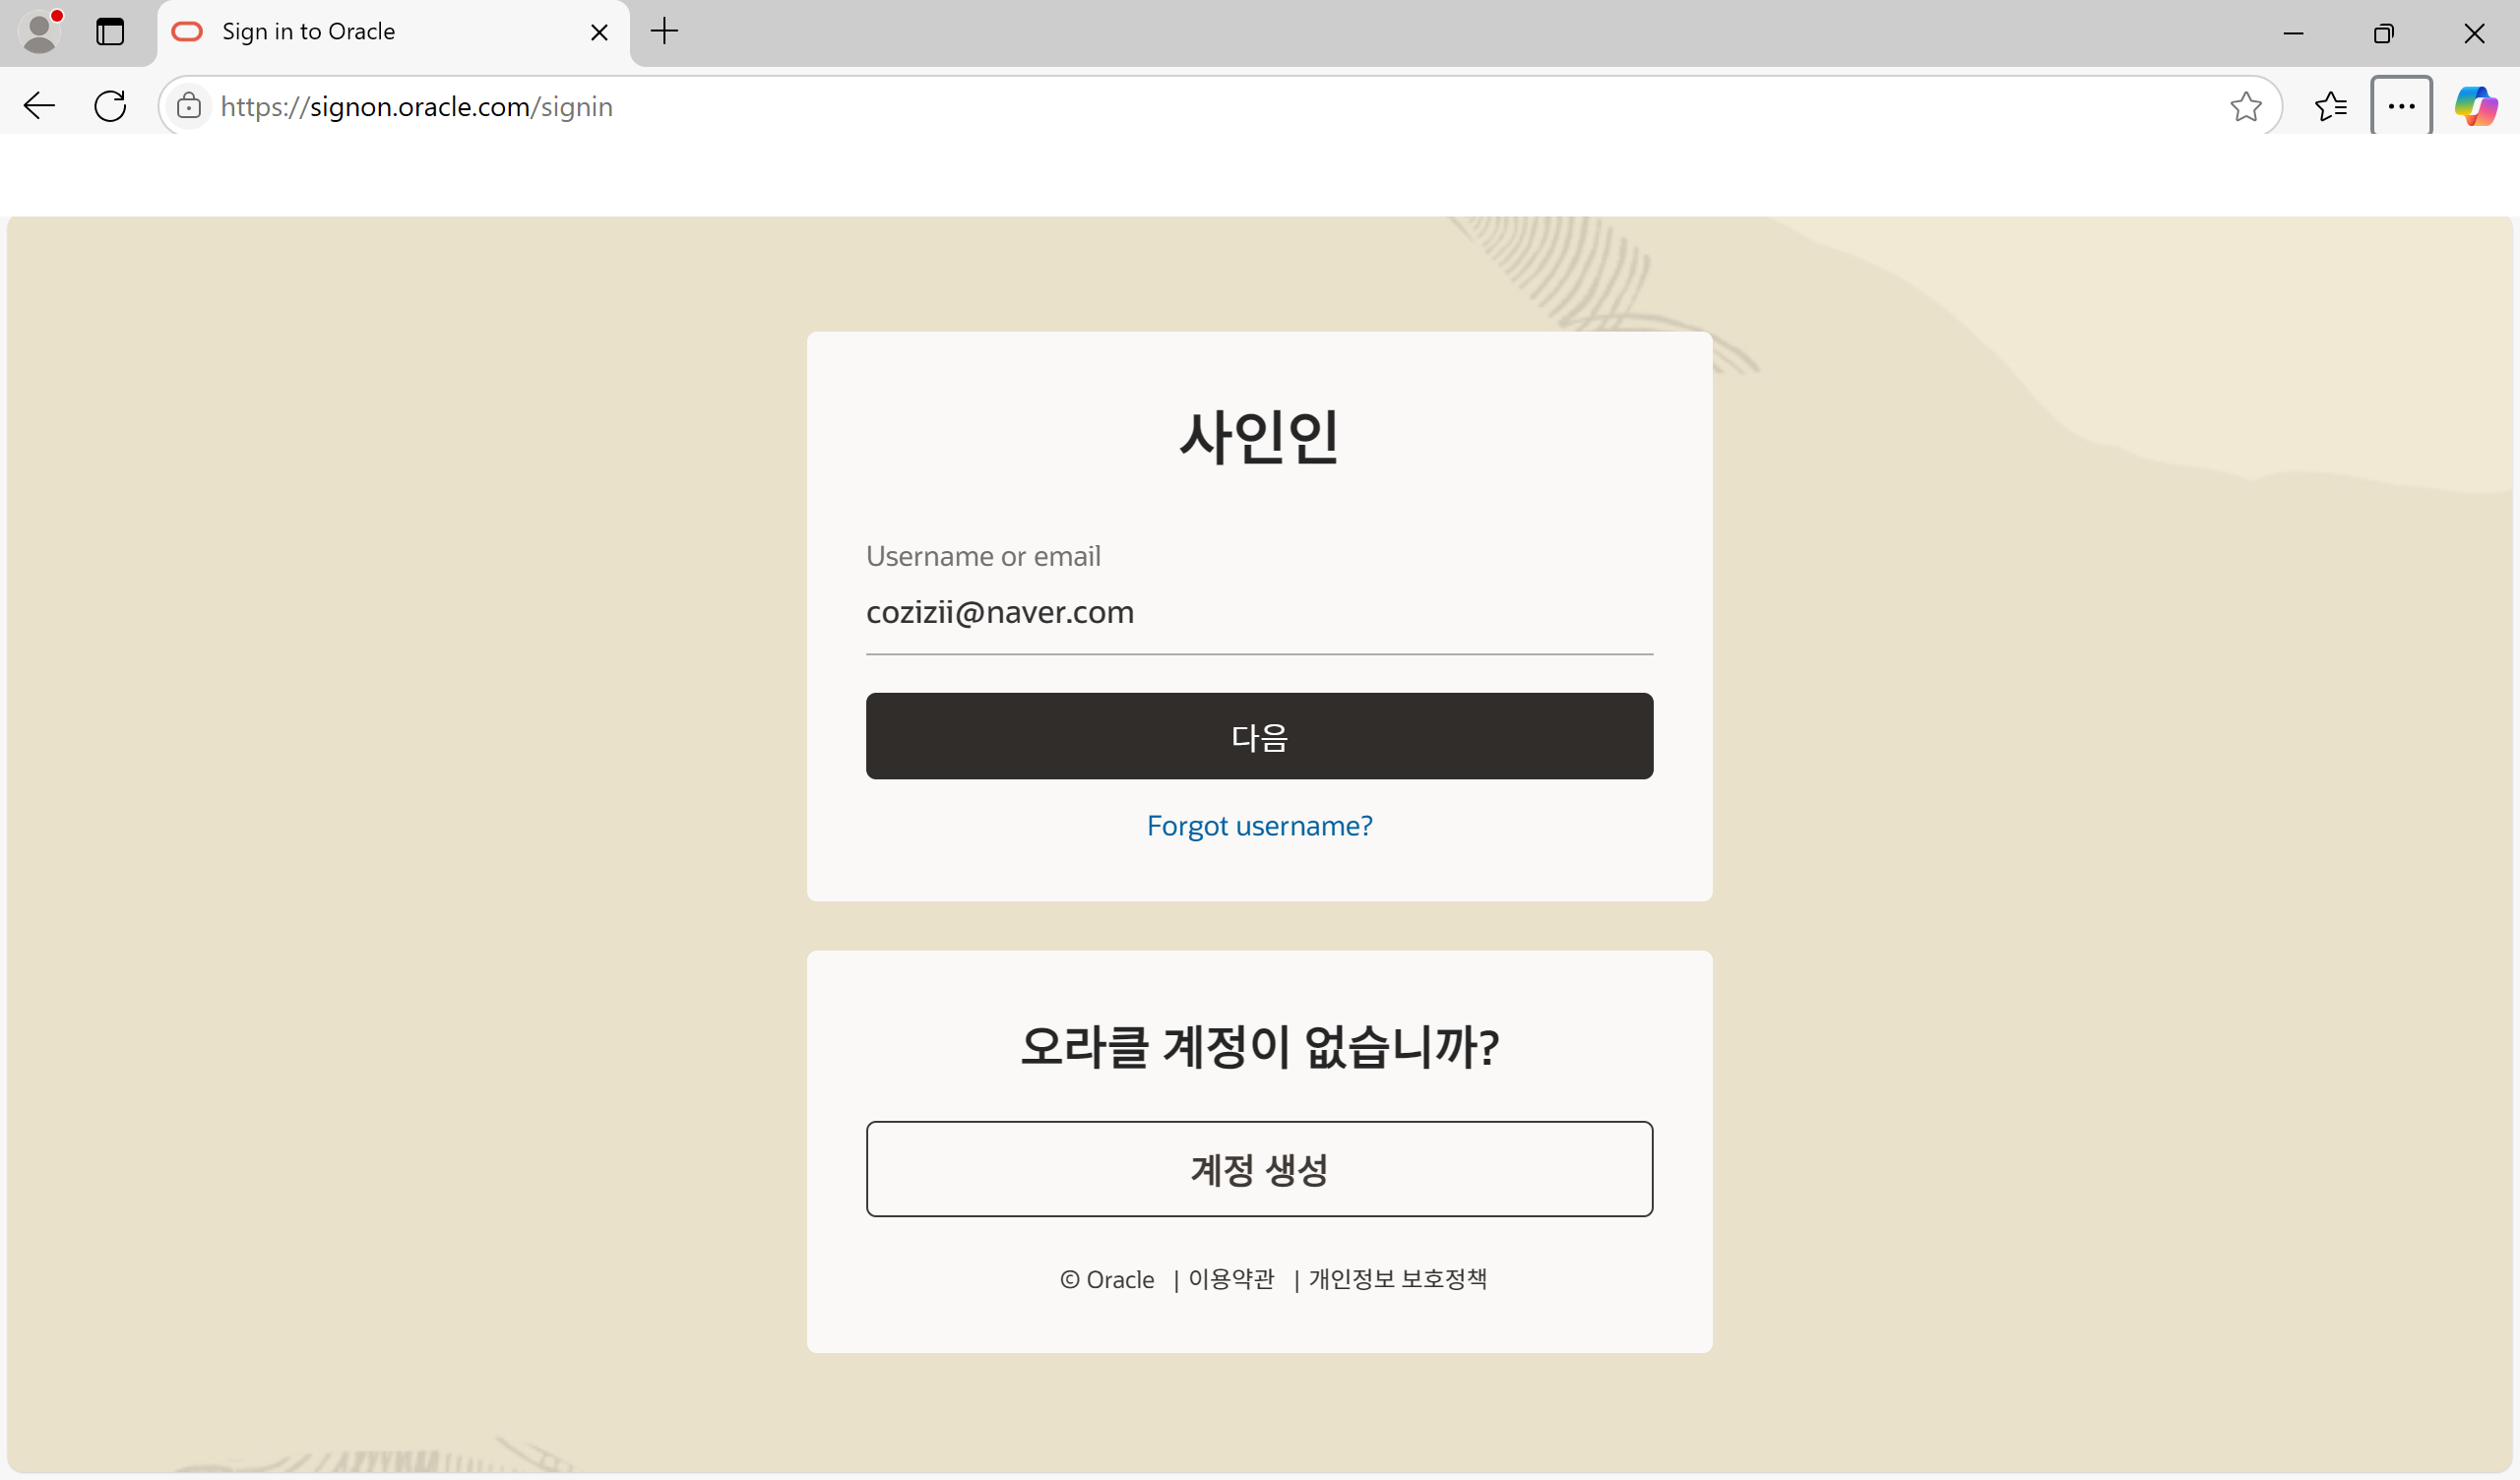 Sign in to Oracle
https://signon.oracle.com/signin
사인인
Username or email
cozizii@naver.com
다음
Forgot username?
오라클 계정이 없습니까?
계정 생성
© Oracle | 이용약관 | 개인정보 보호정책